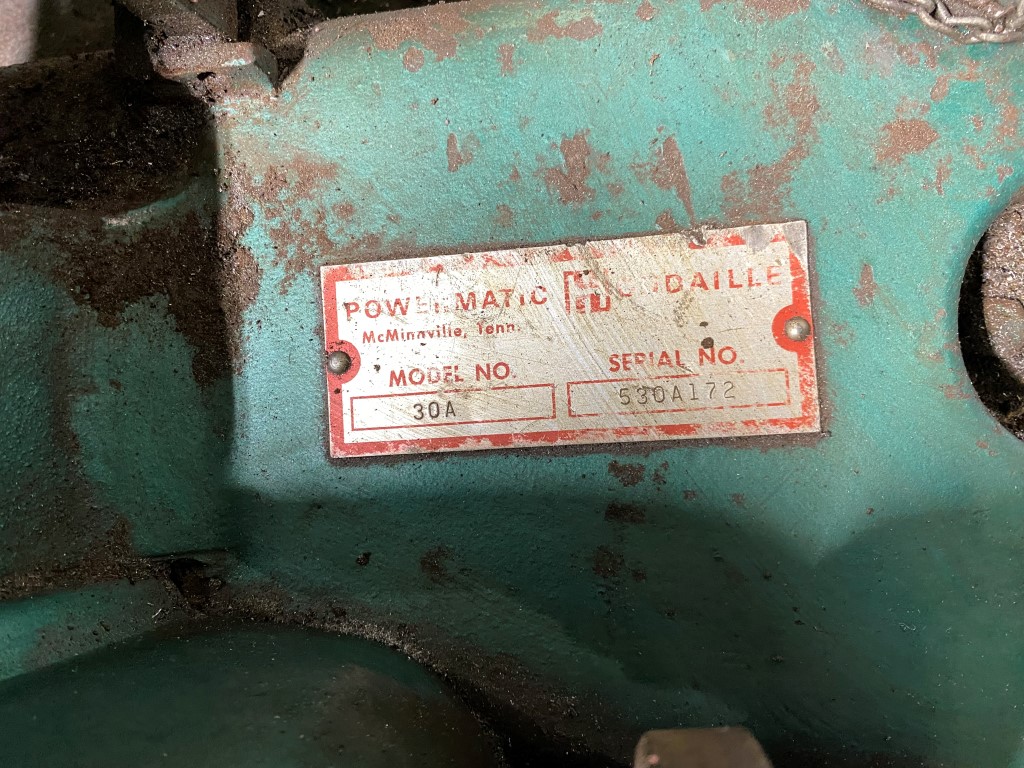 POWERMATIC HOUDAILLE
McMinnville, Tenn.
MODEL NO. SERIAL NO.
30A 530A172